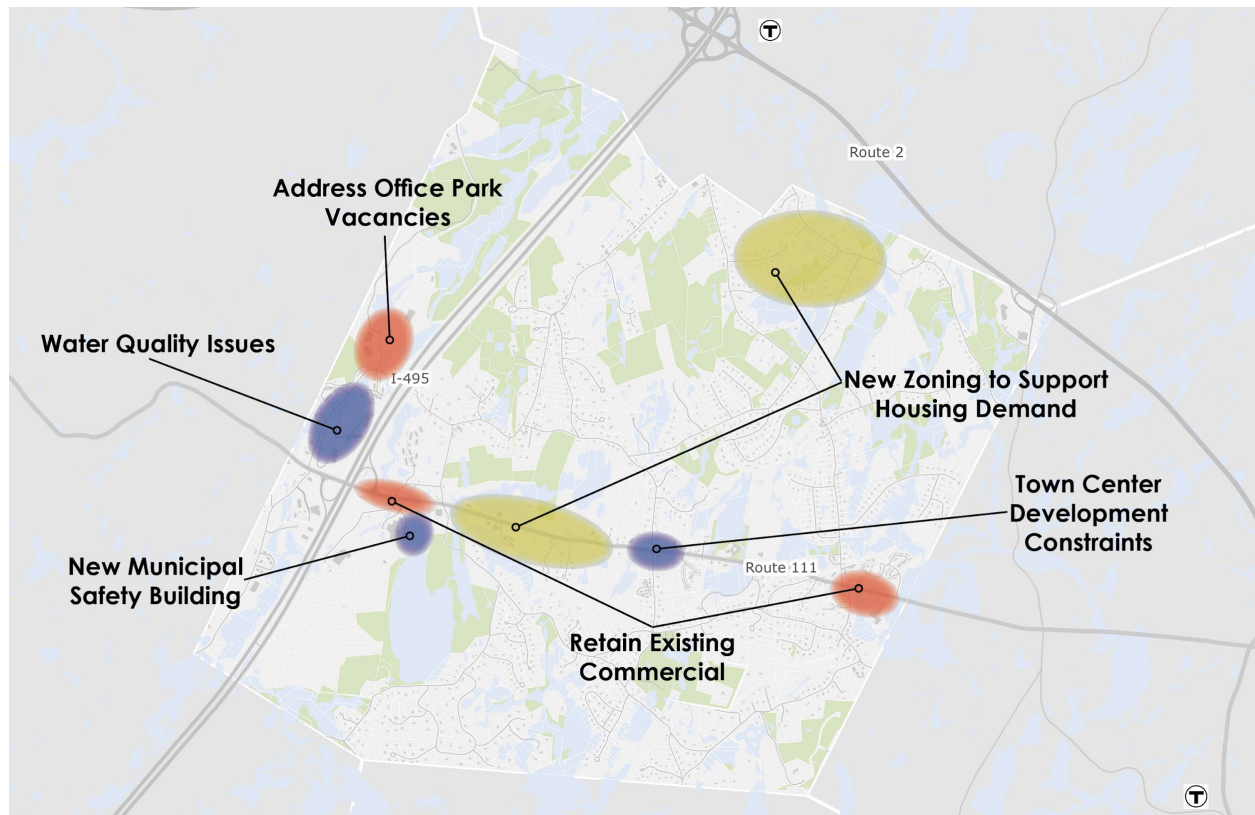 T
Route 2
Address Office Park
Vacancies
Water Quality Issues
I-495
New Zoning to Support
Housing Demand
Town Center
Development
Constraints
New Municipal
Safety Building
Route 111
Retain Existing
Commercial
T